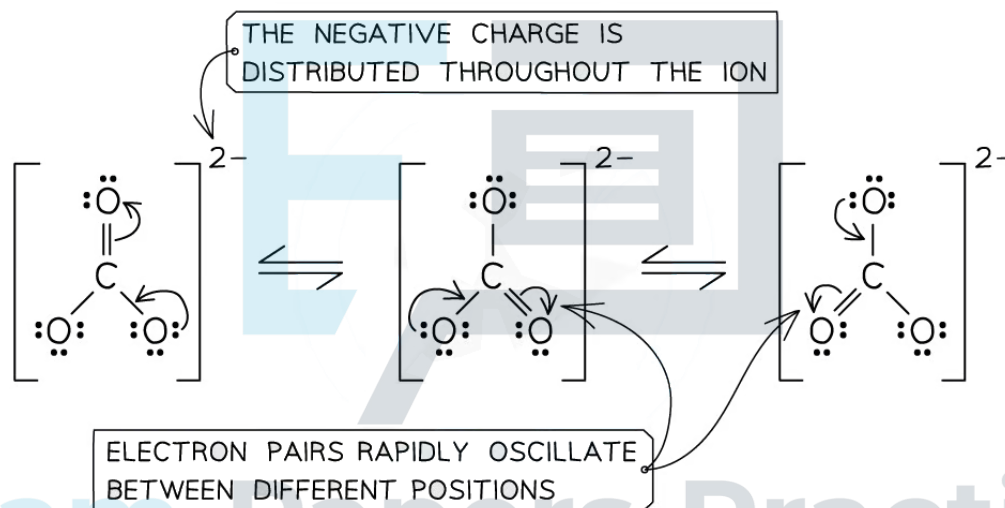 THE NEGATIVE CHARGE IS
DISTRIBUTED THROUGHOUT THE ION
2-
2-
2-
O
O
O
C
C
C
O
O
O
O
O
O
ELECTRON PAIRS RAPIDLY OSCILLATE
BETWEEN DIFFERENT POSITIONS